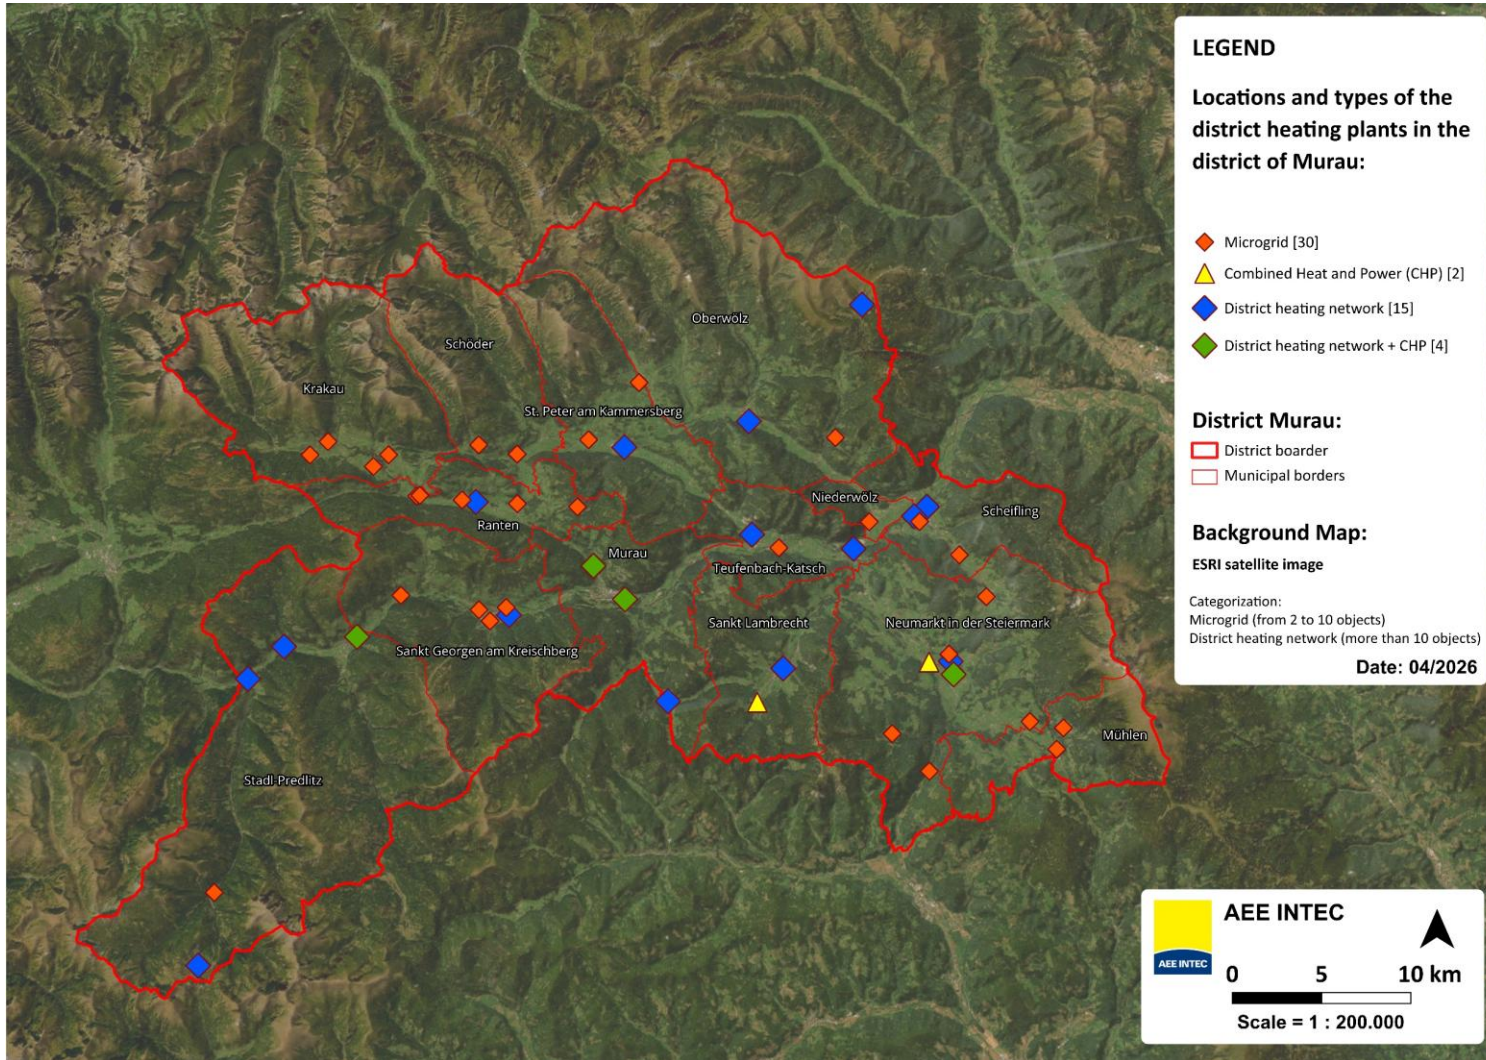 LEGEND
Locations and types of the
district heating plants in the
district of Murau:
Microgrid [30]
Combined Heat and Power (CHP) [2]
District heating network [15]
District heating network + CHP [4]
District Murau:
District boarder
Municipal borders
Background Map:
ESRI satellite image
Categorization:
Microgrid (from 2 to 10 objects)
District heating network (more than 10 objects)
Date: 04/2026
Oberwölz
Schöder
Krakau
St. Peter am Kammersberg
Niederwölz
Scheifling
Ranten
Murau
Teufenbach-Katsch
Sankt Lambrecht
Neumarkt in der Steiermark
Sankt Georgen am Kreischberg
Mühlen
Stadl-Predlitz
AEE INTEC
AEE INTEC
0 5 10 km
Scale = 1 : 200.000